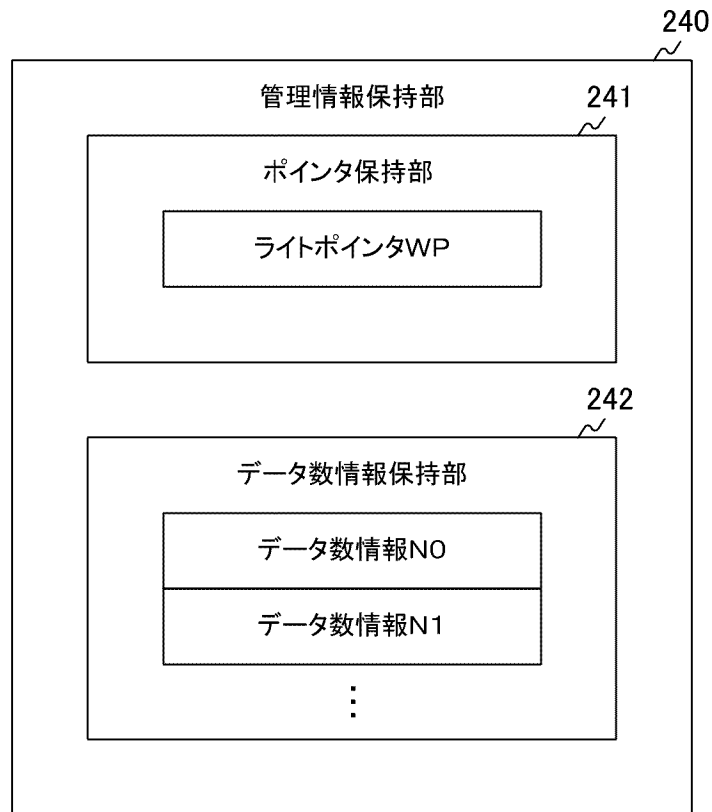 240
管理情報保持部
241
ポインタ保持部
ライトポインタWP
242
データ数情報保持部
データ数情報N0
データ数情報N1
⋮